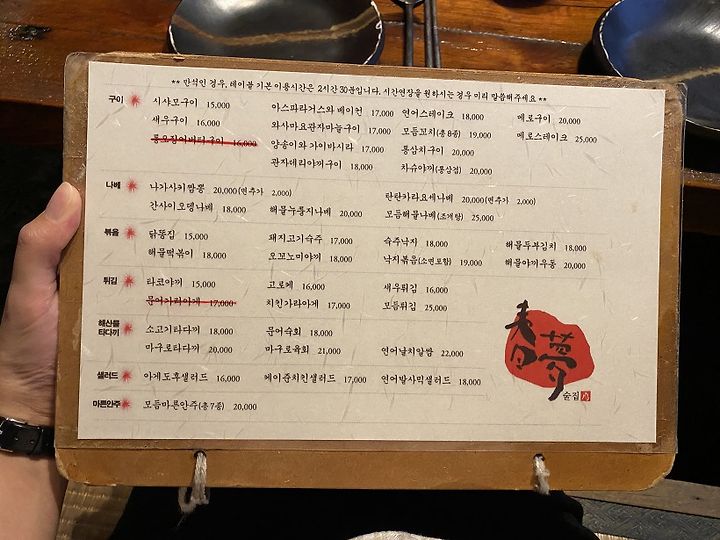 ** 만석인 경우, 테이블 기본 이용시간은 2시간 30분입니다. 시간연장을 원하시는 경우 미리 말씀해주세요 **
구이 시샤모구이 15,000 아스파라거스와 베이컨 17,000 연어스테이크 18,000 메로구이 20,000
새우구이 16,000 와사마요관자마늘구이 17,000 모듬꼬치(총8종) 19,000 메로스테이크 25,000
통오징어버터구이 16,000 양송이와 가이바시라 17,000 통삼치구이 20,000
관자데리야끼구이 18,000 차슈야끼(통삼겹) 20,000
나베 나가사키짬뽕 20,000(면추가 2,000) 탄탄카라요세나베 20,000(면추가 2,000)
간사이오뎅나베 18,000 해물누룽지나베 20,000 모듬해물나베(조개탕) 25,000
볶음 닭똥집 15,000 돼지고기숙주 17,000 숙주낙지 18,000 해물두부김치 18,000
해물떡볶이 18,000 오꼬노미야끼 18,000 낙지볶음(소면포함) 19,000 해물야끼우동 20,000
튀김 타코야끼 15,000 고로케 16,000 새우튀김 16,000
문어가라아게 17,000 치킨가라아게 17,000 모듬튀김 25,000
해산물
타다끼 소고기타다끼 18,000 문어숙회 18,000
마구로타다끼 20,000 마구로육회 21,000 연어날치알쌈 22,000
샐러드 아게도후샐러드 16,000 케이준치킨샐러드 17,000 연어발사믹샐러드 18,000
마른안주 모듬마른안주(총7종) 20,000
春夢
술집